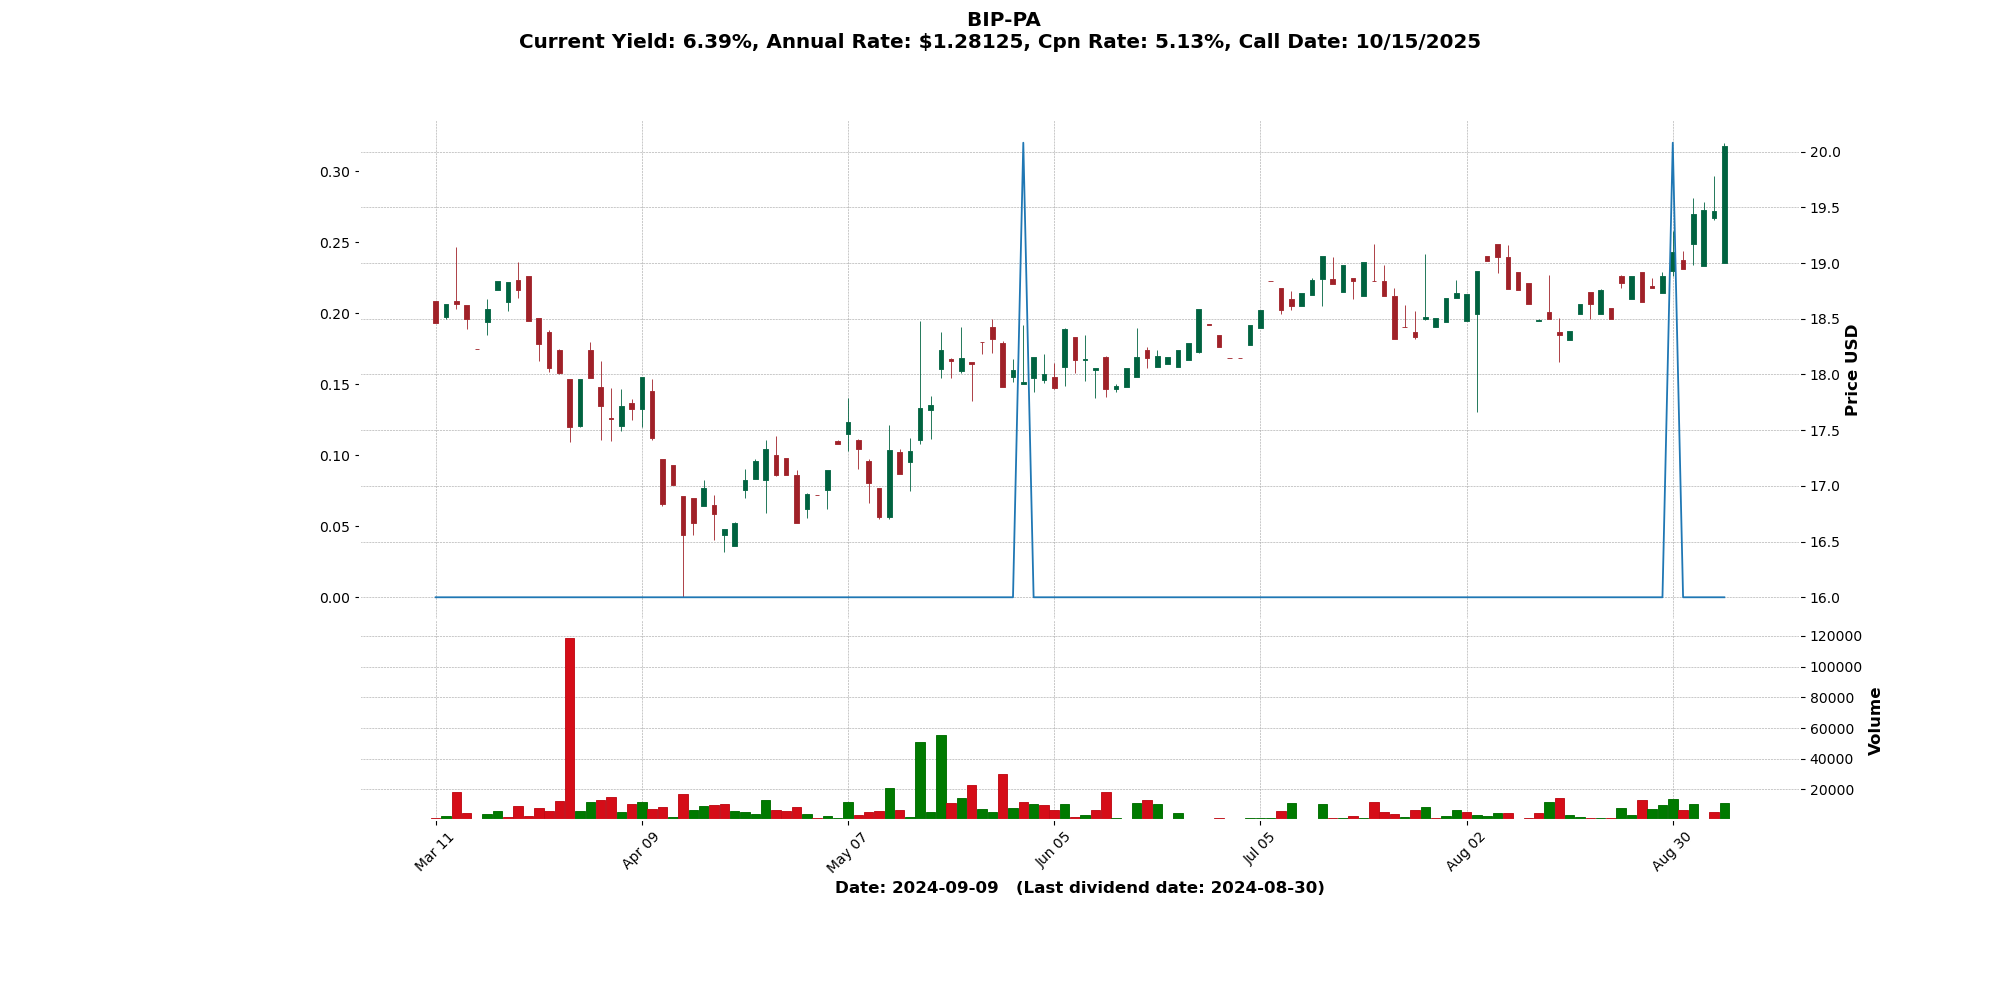 BIP-PA
Current Yield: 6.39%, Annual Rate: $1.28125, Cpn Rate: 5.13%, Call Date: 10/15/2025
0.30
0.25
0.20
0.15
0.10
0.05
0.00
20.0
19.5
19.0
18.5
18.0
17.5
17.0
16.5
16.0
Price USD
120000
100000
80000
60000
40000
20000
Volume
Mar 11
Apr 09
May 07
Jun 05
Jul 05
Aug 02
Aug 30
Date: 2024-09-09 (Last dividend date: 2024-08-30)